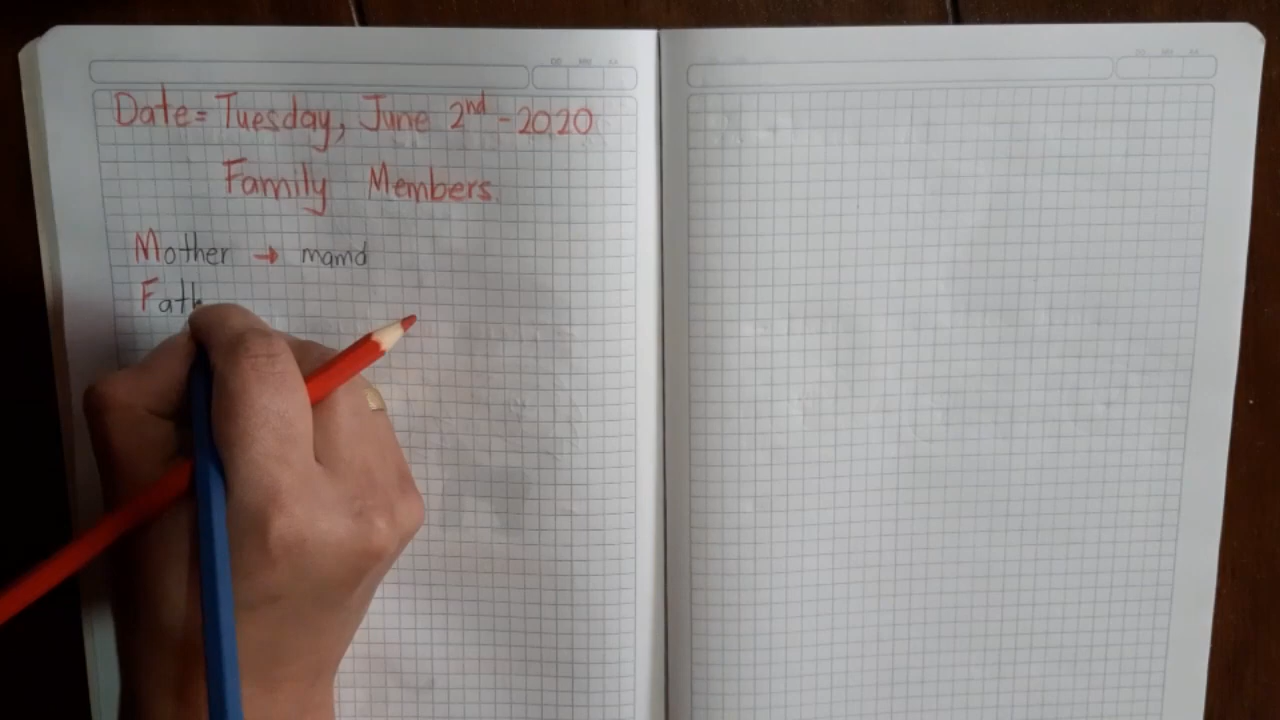 Date = Tuesday, June 2nd - 2020
Family Members
Mother → mamá
Fath